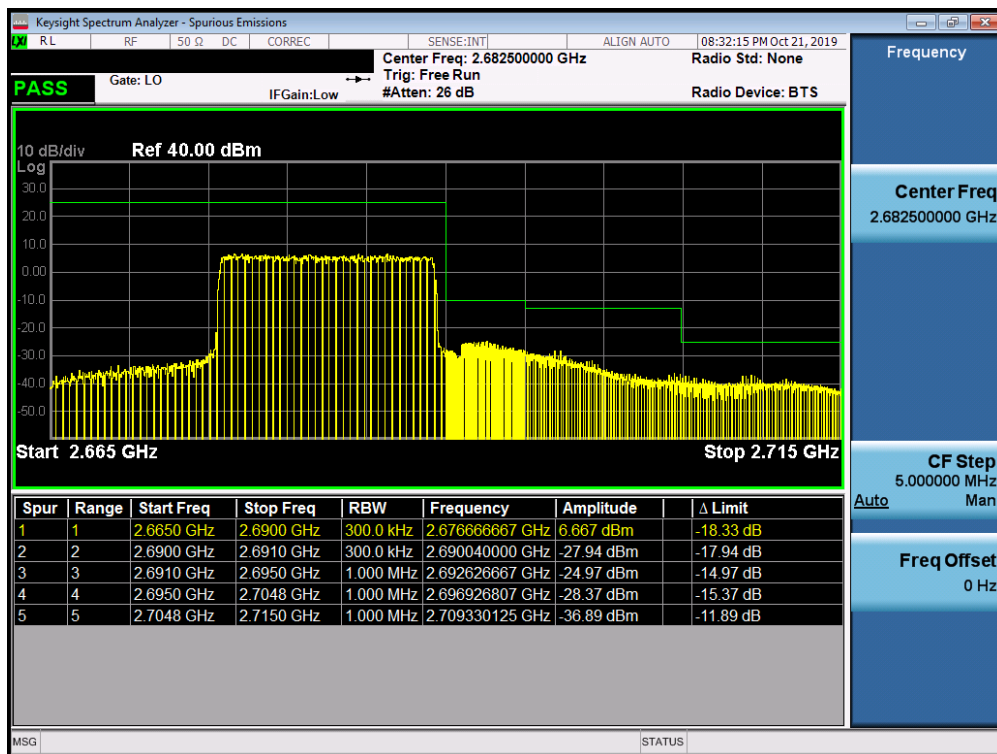 Keysight Spectrum Analyzer - Spurious Emissions
LXI RL RF 50 Ω DC CORREC SENSE:INT ALIGN AUTO 08:32:15 PM Oct 21, 2019
Center Freq: 2.682500000 GHz Radio Std: None
Trig: Free Run
PASS Gate: LO IFGain:Low #Atten: 26 dB Radio Device: BTS
10 dB/div Ref 40.00 dBm
Log
30.0
20.0
10.0
0.00
-10.0
-20.0
-30.0
-40.0
-50.0
Start 2.665 GHz Stop 2.715 GHz
Spur Range Start Freq Stop Freq RBW Frequency Amplitude Δ Limit
1 1 2.6650 GHz 2.6900 GHz 300.0 kHz 2.676666667 GHz 6.667 dBm -18.33 dB
2 2 2.6900 GHz 2.6910 GHz 300.0 kHz 2.690040000 GHz -27.94 dBm -17.94 dB
3 3 2.6910 GHz 2.6950 GHz 1.000 MHz 2.692626667 GHz -24.97 dBm -14.97 dB
4 4 2.6950 GHz 2.7048 GHz 1.000 MHz 2.696926807 GHz -28.37 dBm -15.37 dB
5 5 2.7048 GHz 2.7150 GHz 1.000 MHz 2.709330125 GHz -36.89 dBm -11.89 dB
MSG STATUS
Frequency
Center Freq
2.682500000 GHz
CF Step
5.000000 MHz
Auto Man
Freq Offset
0 Hz